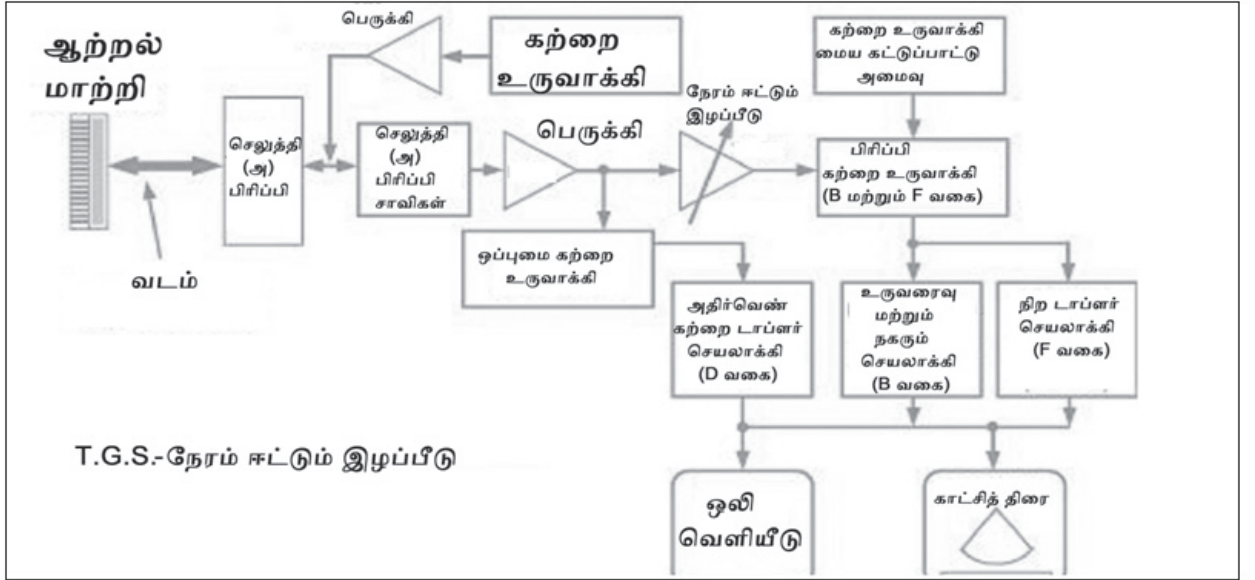 பெருக்கி
ஆற்றல்
மாற்றி
கற்றை
உருவாக்கி
கற்றை உருவாக்கி
மைய கட்டுப்பாட்டு
அமைவு
நேரம் ஈட்டும்
இழப்பீடு
செலுத்தி
(அ)
பிரிப்பி
செலுத்தி
(அ)
பிரிப்பி
சாவிகள்
பெருக்கி
பிரிப்பி
கற்றை உருவாக்கி
(B மற்றும் F வகை)
வடம்
ஒப்புமை கற்றை
உருவாக்கி
அதிர்வெண்
கற்றை டாப்ளர்
செயலாக்கி
(D வகை)
உருவரைவு
மற்றும்
நகரும்
செயலாக்கி
(B வகை)
நிற டாப்ளர்
செயலாக்கி
(F வகை)
T.G.S.-நேரம் ஈட்டும் இழப்பீடு
ஒலி
வெளியீடு
காட்சித் திரை